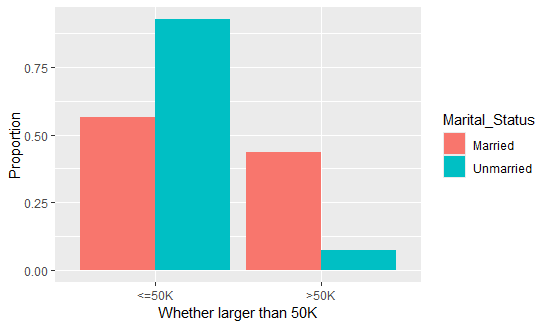 0.75
0.50
0.25
0.00
Proportion
<=50K
>50K
Whether larger than 50K
Marital_Status
Married
Unmarried